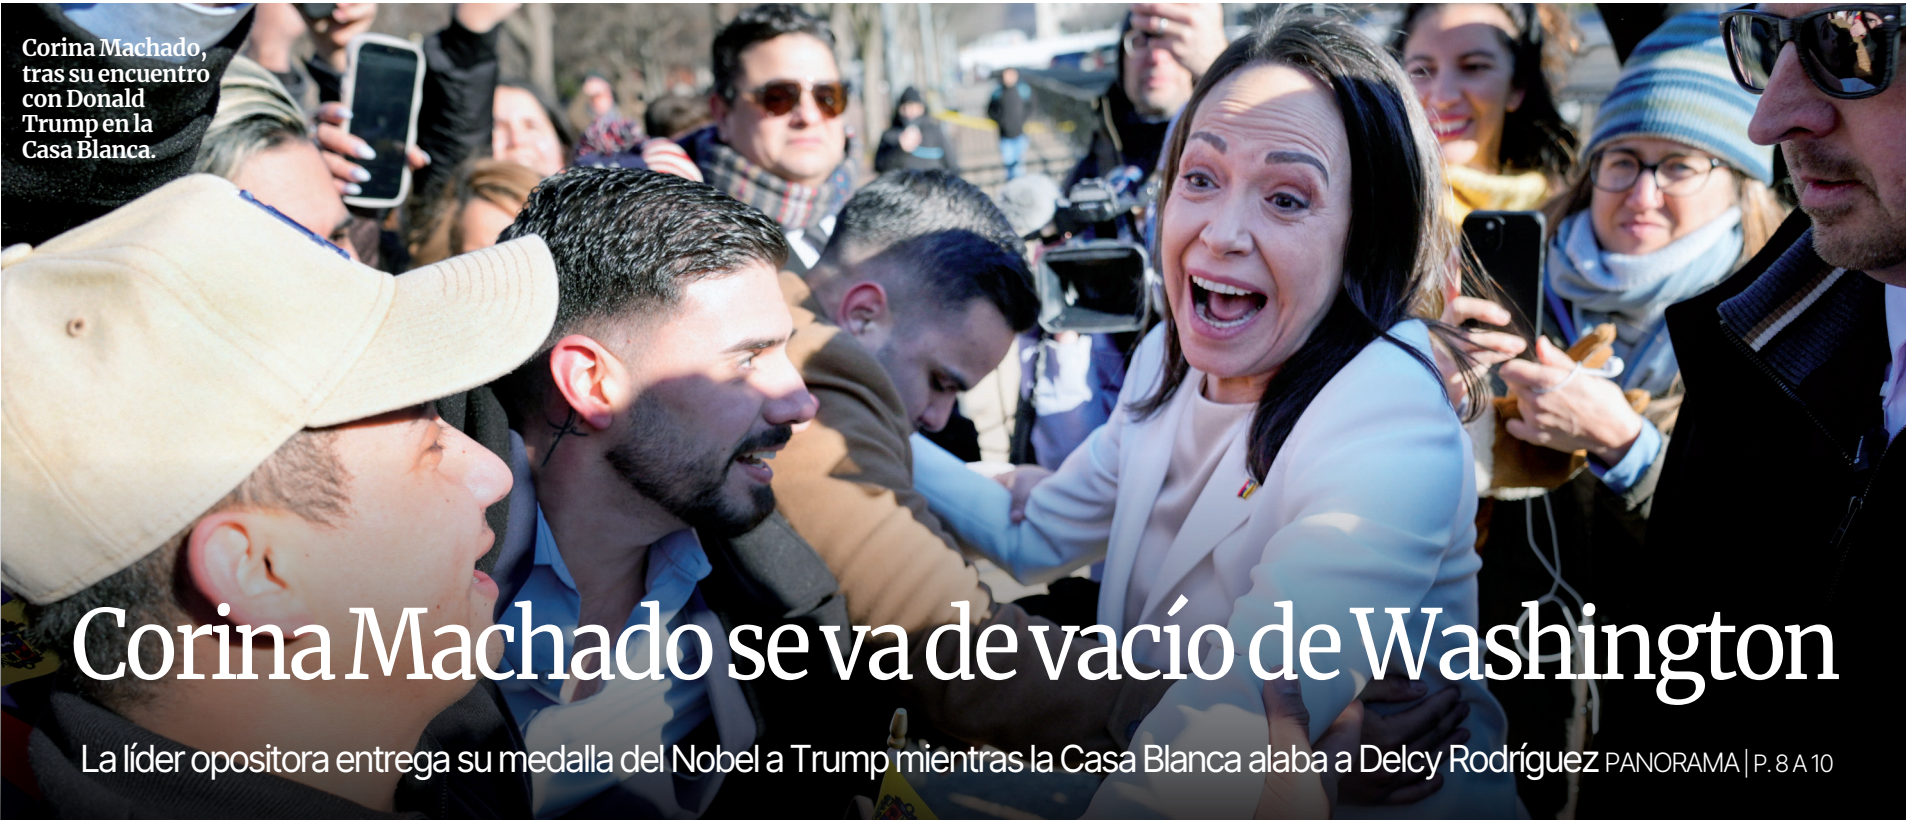 Corina Machado,
tras su encuentro
con Donald
Trump en la
Casa Blanca.
Corina Machado se va de vacío de Washington
La líder opositora entrega su medalla del Nobel a Trump mientras la Casa Blanca alaba a Delcy Rodríguez PANORAMA | P. 8 A 10